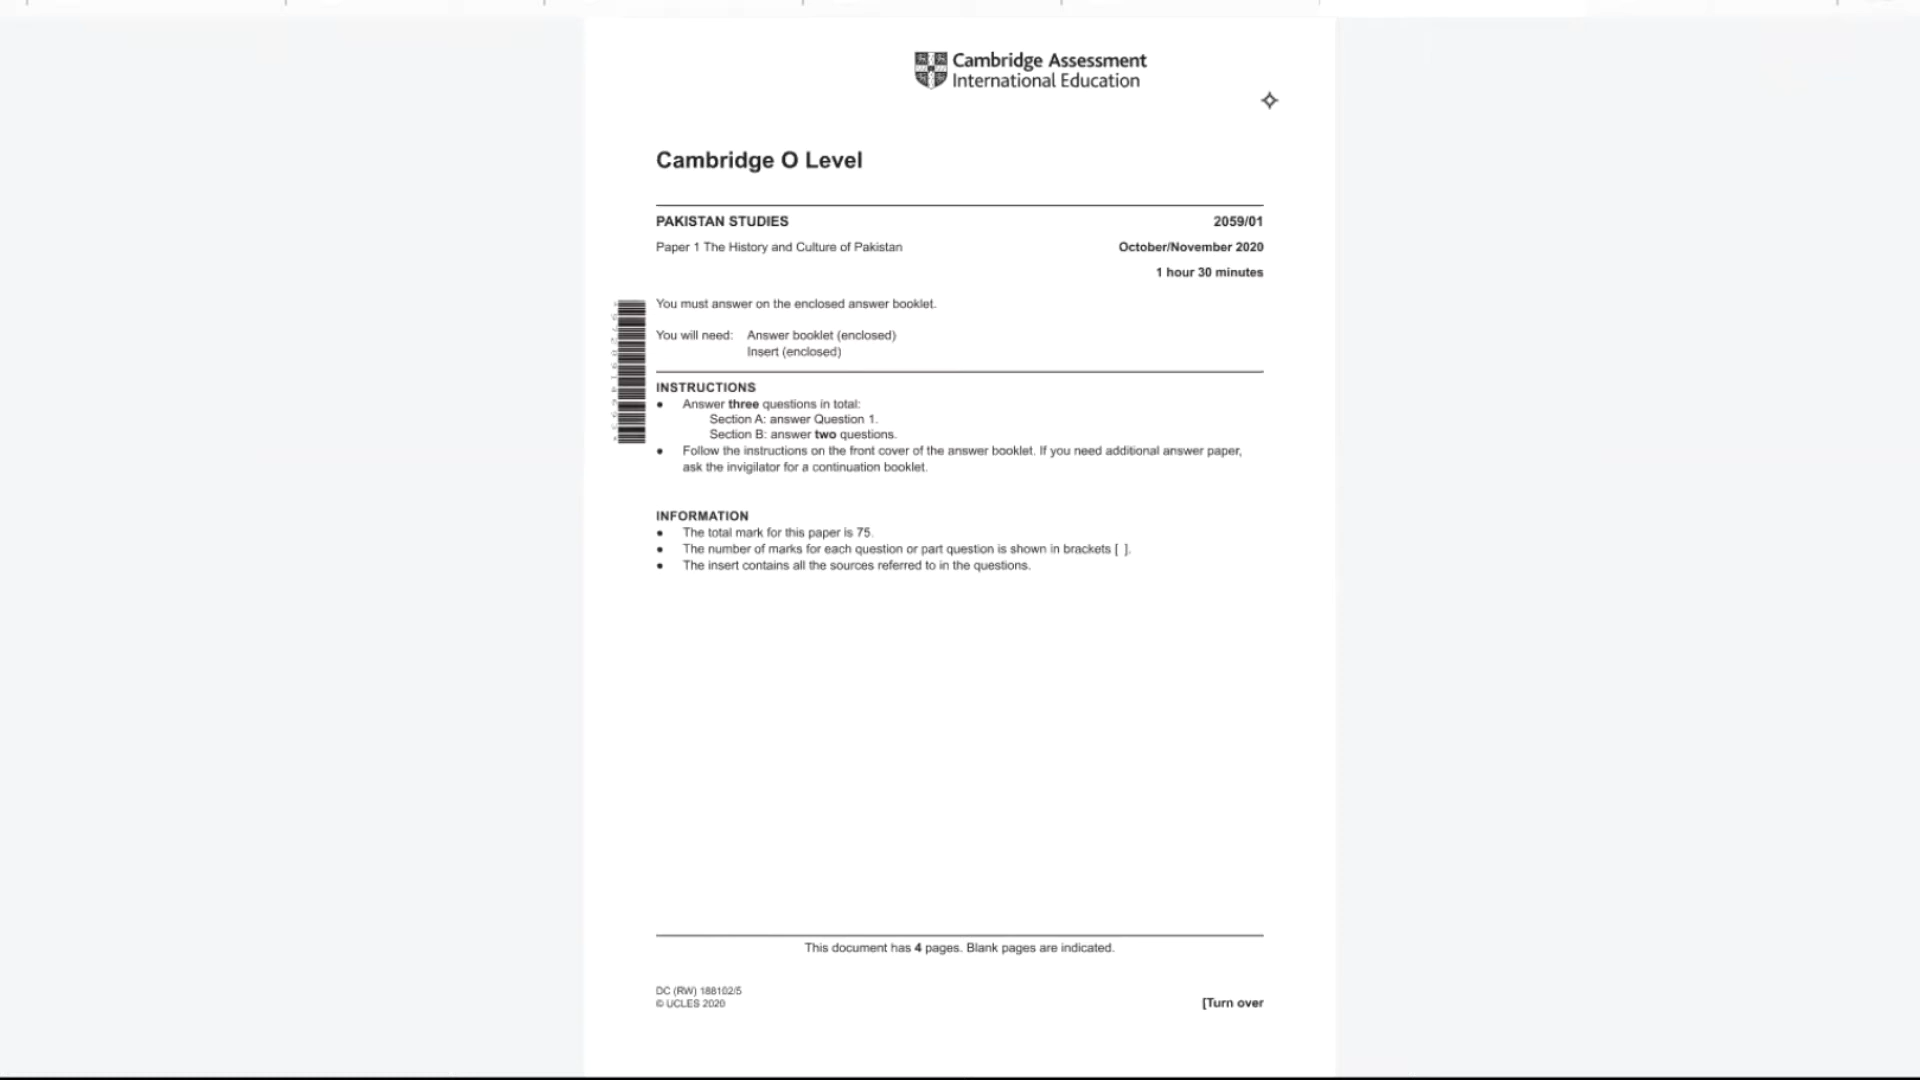 Cambridge Assessment
International Education
Cambridge O Level
PAKISTAN STUDIES 2059/01
Paper 1 The History and Culture of Pakistan October/November 2020
1 hour 30 minutes
You must answer on the enclosed answer booklet.
You will need: Answer booklet (enclosed)
Insert (enclosed)
INSTRUCTIONS
● Answer three questions in total:
Section A: answer Question 1.
Section B: answer two questions.
● Follow the instructions on the front cover of the answer booklet. If you need additional answer paper,
ask the invigilator for a continuation booklet.
INFORMATION
● The total mark for this paper is 75.
● The number of marks for each question or part question is shown in brackets [ ].
● The insert contains all the sources referred to in the questions.
This document has 4 pages. Blank pages are indicated.
DC (RW) 188102/5
© UCLES 2020
[Turn over